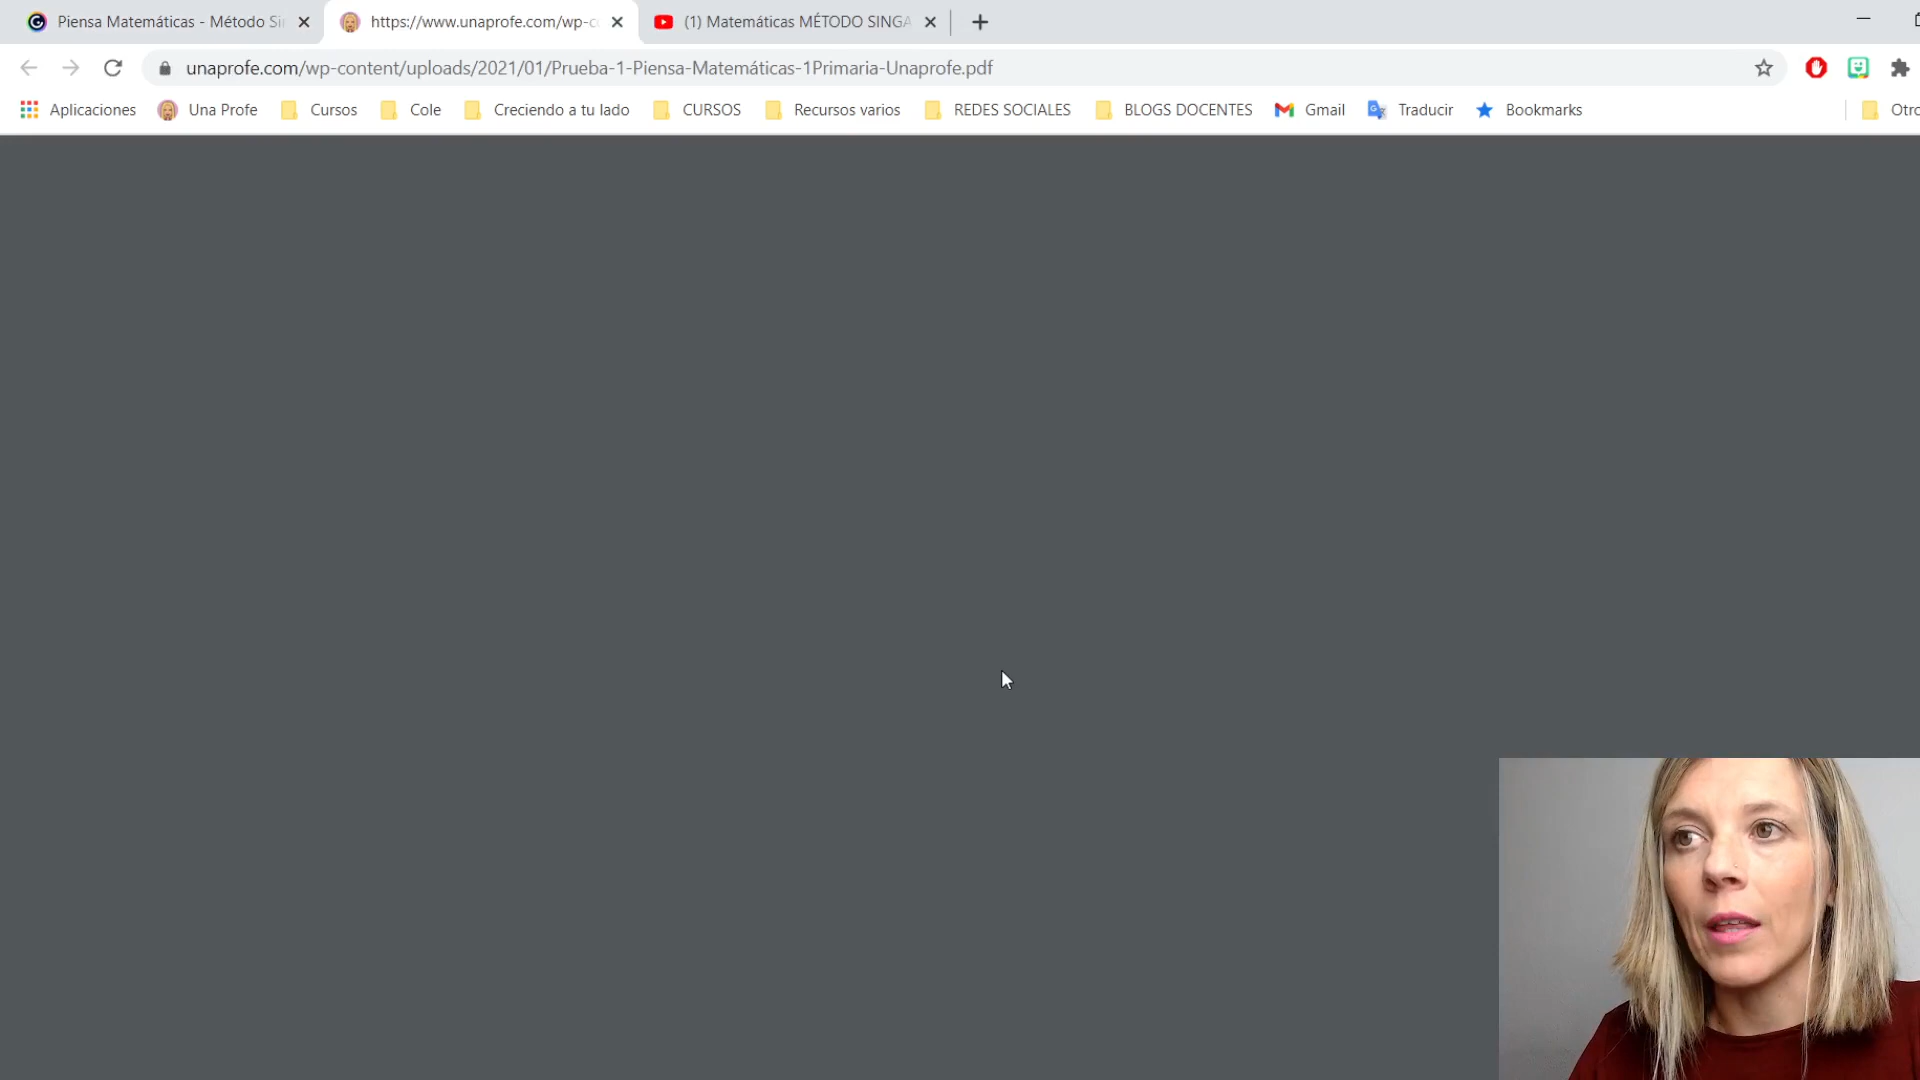 Piensa Matemáticas - Método Si
https://www.unaprofe.com/wp-c
(1) Matemáticas MÉTODO SINGA
unaprofe.com/wp-content/uploads/2021/01/Prueba-1-Piensa-Matemáticas-1Primaria-Unaprofe.pdf
Aplicaciones Una Profe Cursos Cole Creciendo a tu lado CURSOS Recursos varios REDES SOCIALES BLOGS DOCENTES Gmail Traducir Bookmarks Otro